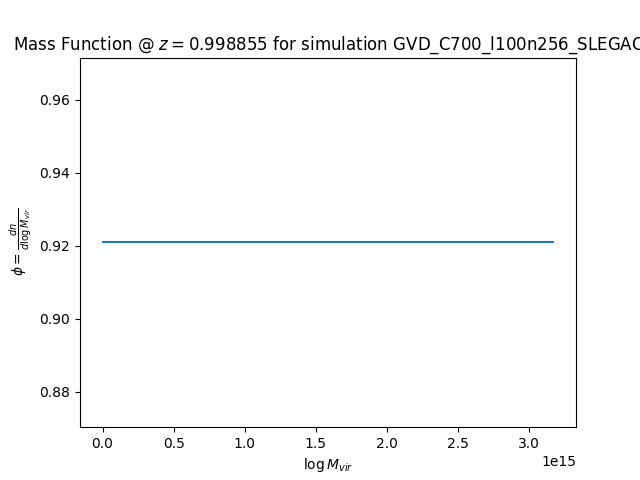 Mass Function @ z = 0.998855 for simulation GVD_C700_l100n256_SLEGAC
0.96
0.94
0.92
0.90
0.88
ϕ = dn/dlog M_vir
0.0 0.5 1.0 1.5 2.0 2.5 3.0
1e15
log M_vir